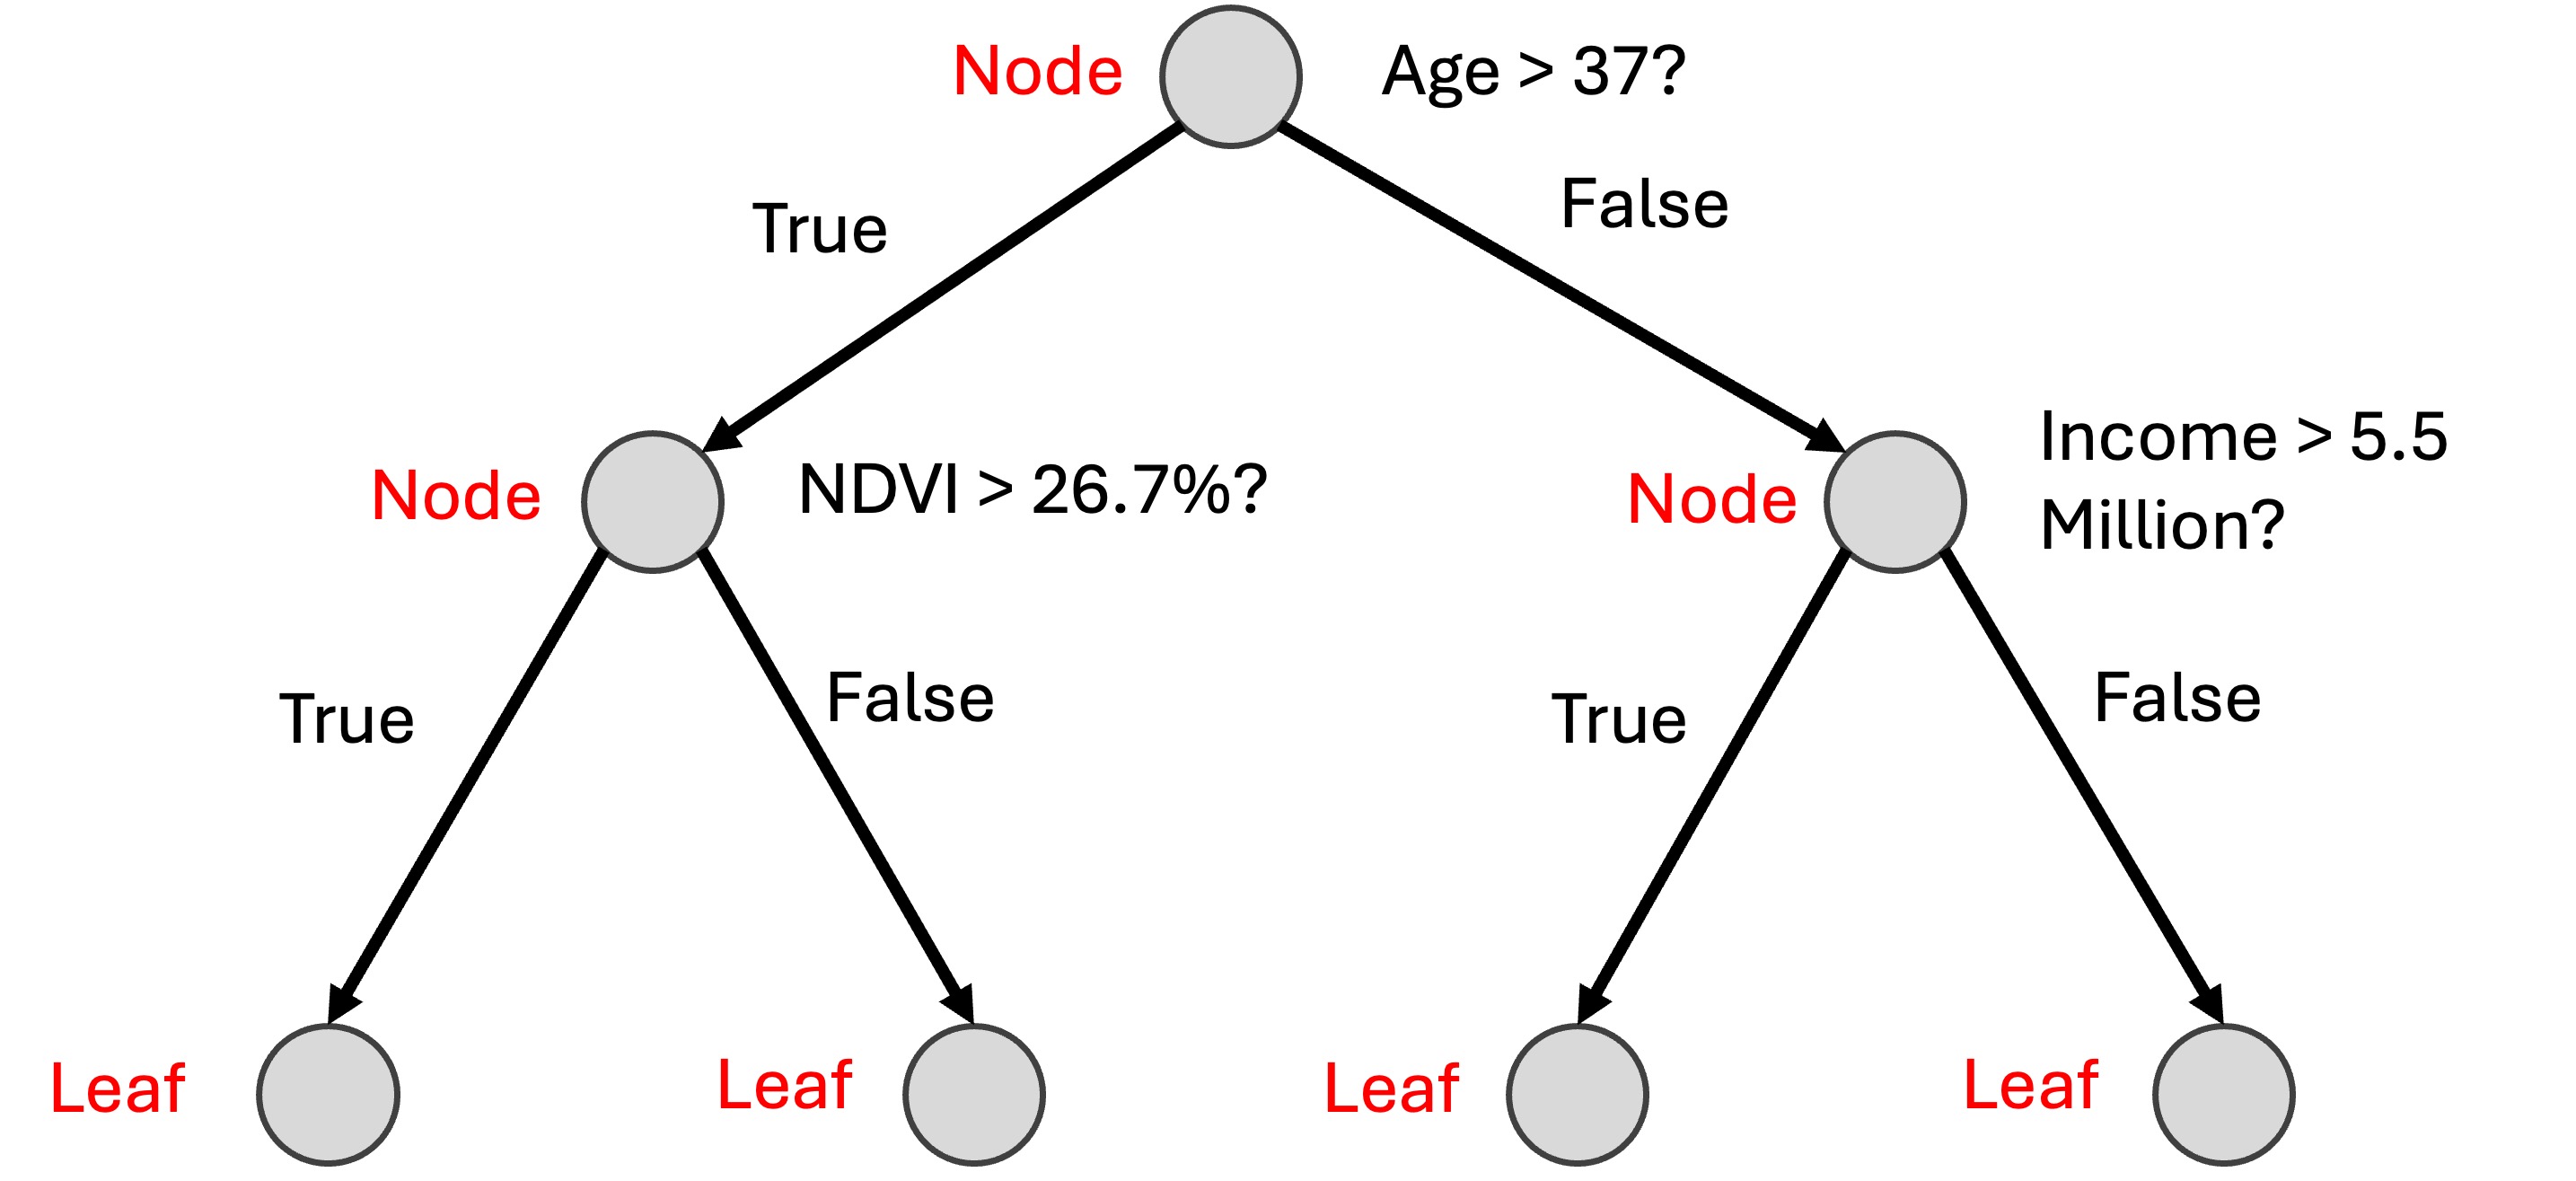 Node
Age > 37?
True
False
Node
NDVI > 26.7%?
Node
Income > 5.5
Million?
True
False
True
False
Leaf
Leaf
Leaf
Leaf